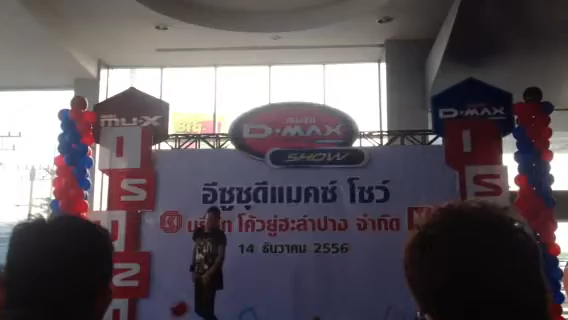 mu-X
ISUZU
D-MAX
SHOW
D-MAX
IS
อีซูซุดีแมคซ์ โชว์
บริษัท โค้วยู่ฮะลำปาง จำกัด
14 ธันวาคม 2556